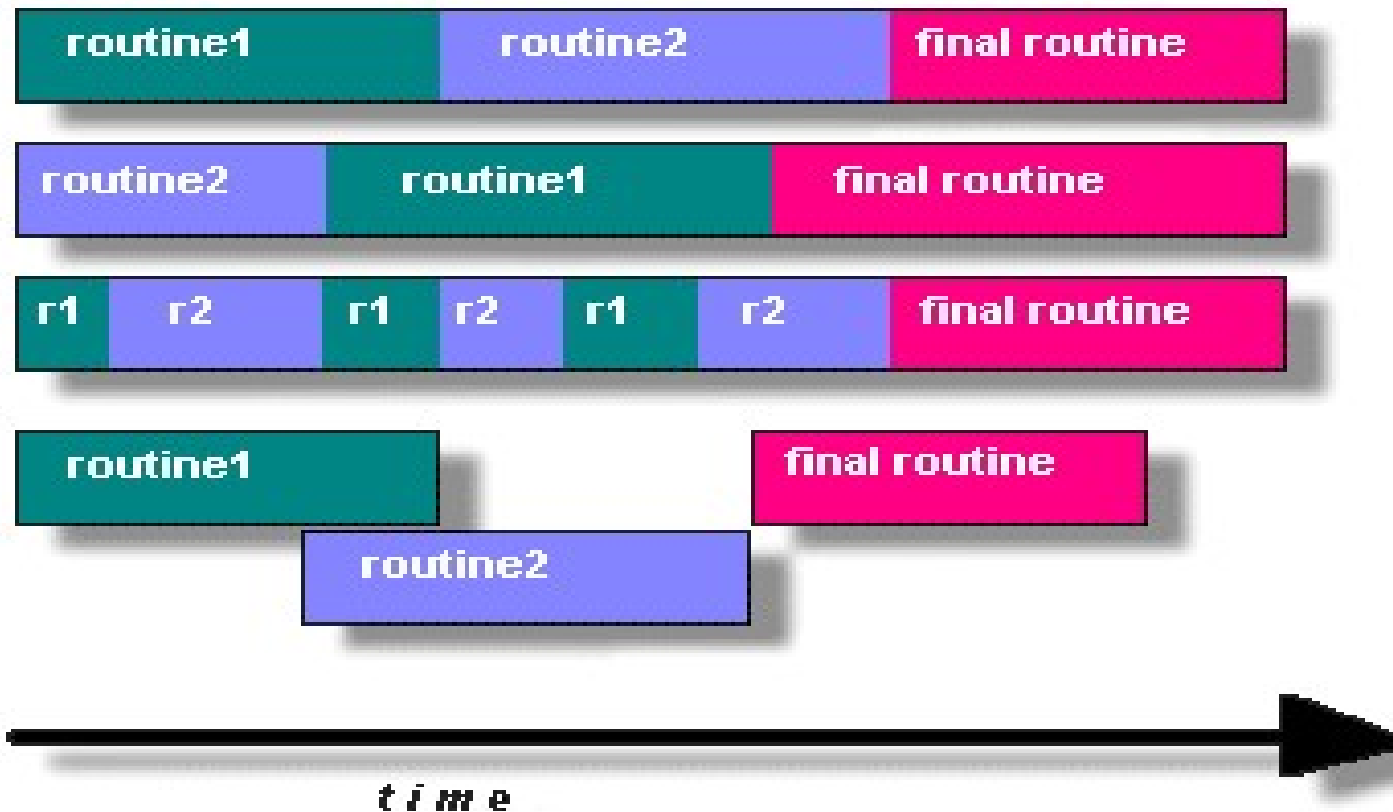 routine1 routine2 final routine
routine2 routine1 final routine
r1 r2 r1 r2 r1 r2 final routine
routine1 final routine
routine2
time